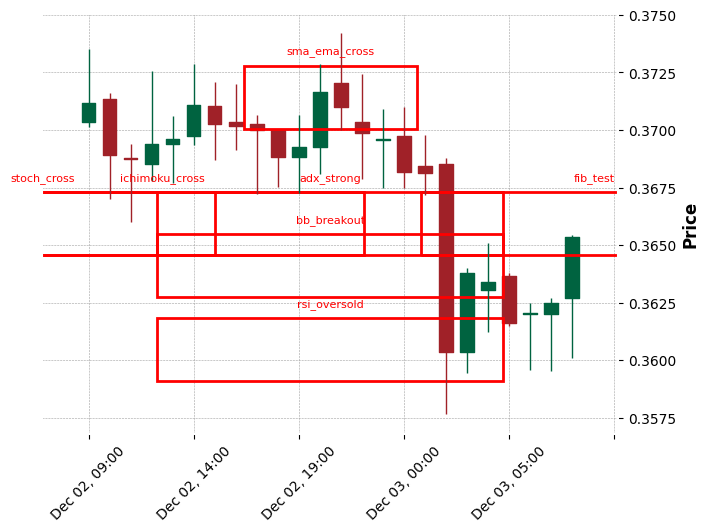 0.3750
sma_ema_cross
0.3725
0.3700
stoch_cross ichimoku_cross adx_strong fib_test
0.3675
bb_breakout
0.3650
rsi_oversold
0.3625
0.3600
0.3575
Price
Dec 02, 09:00
Dec 02, 14:00
Dec 02, 19:00
Dec 03, 00:00
Dec 03, 05:00